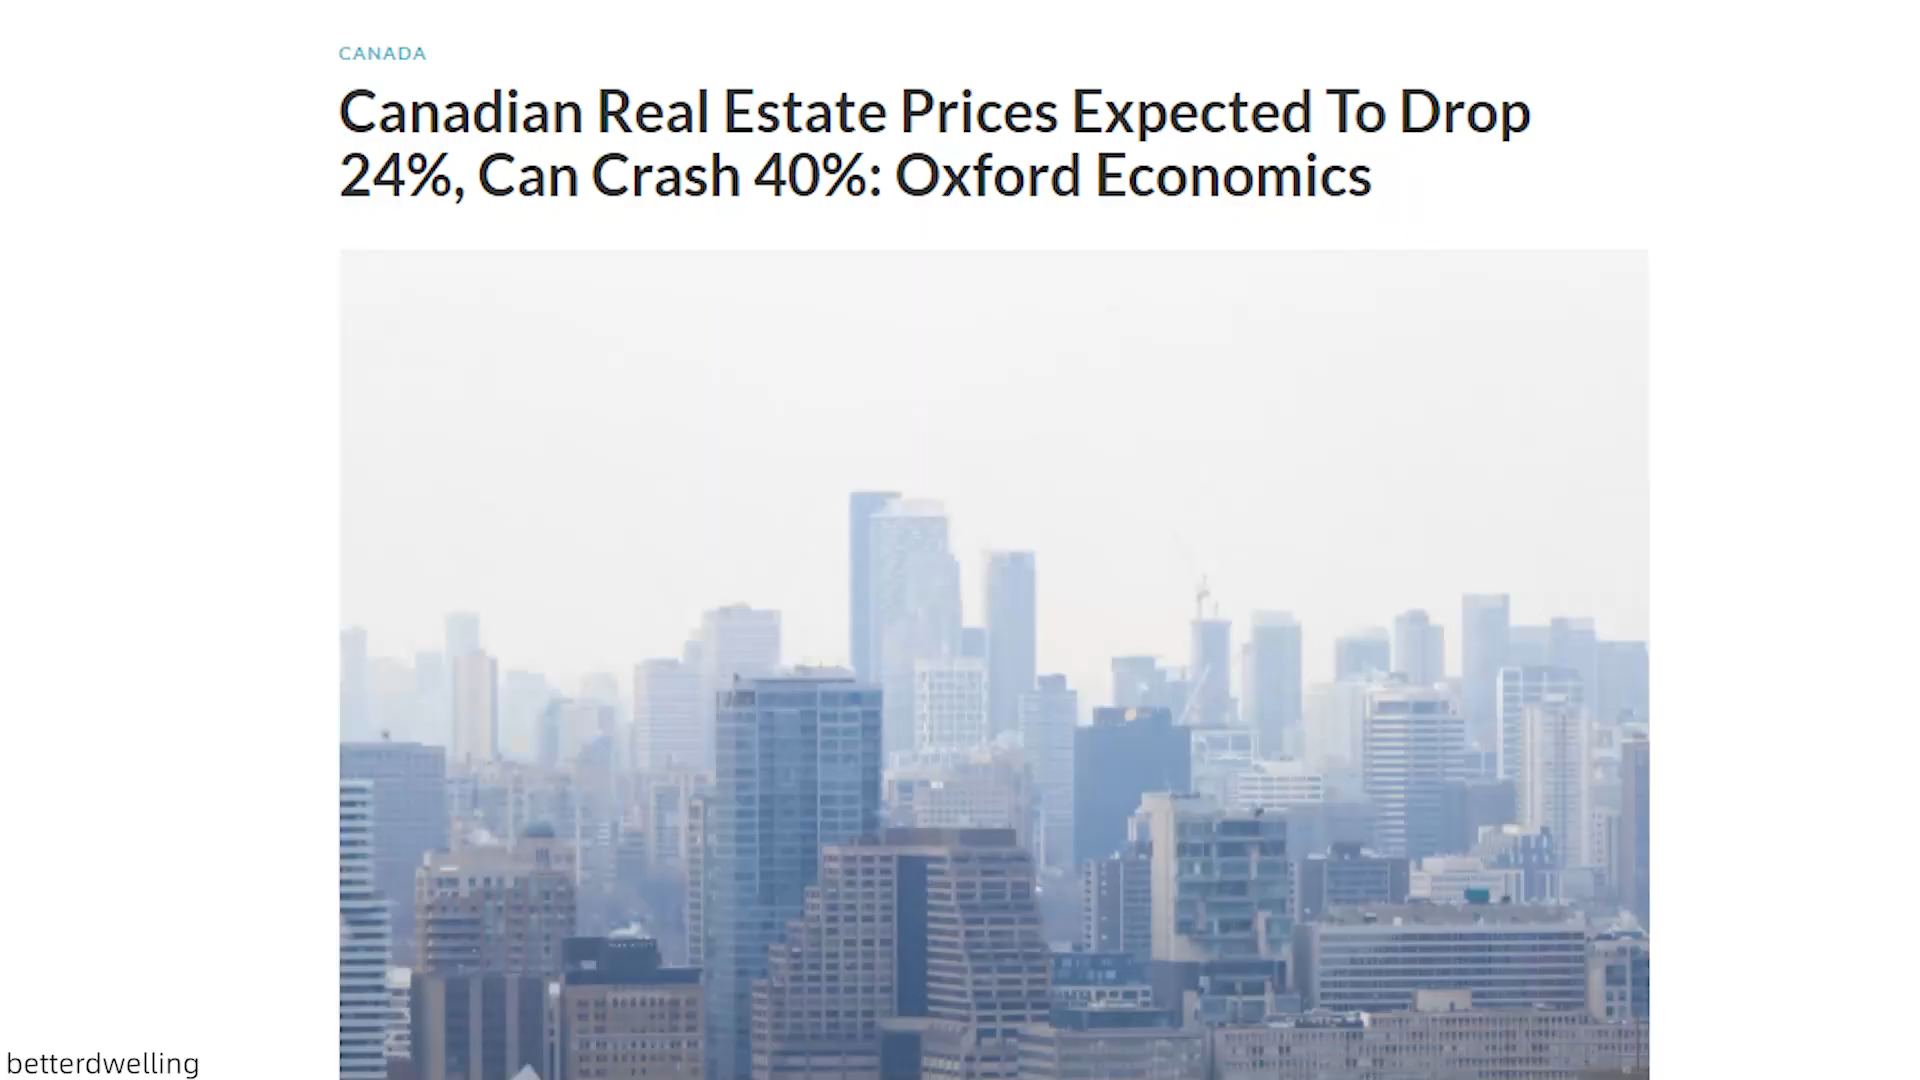 CANADA
Canadian Real Estate Prices Expected To Drop
24%, Can Crash 40%: Oxford Economics
betterdwelling